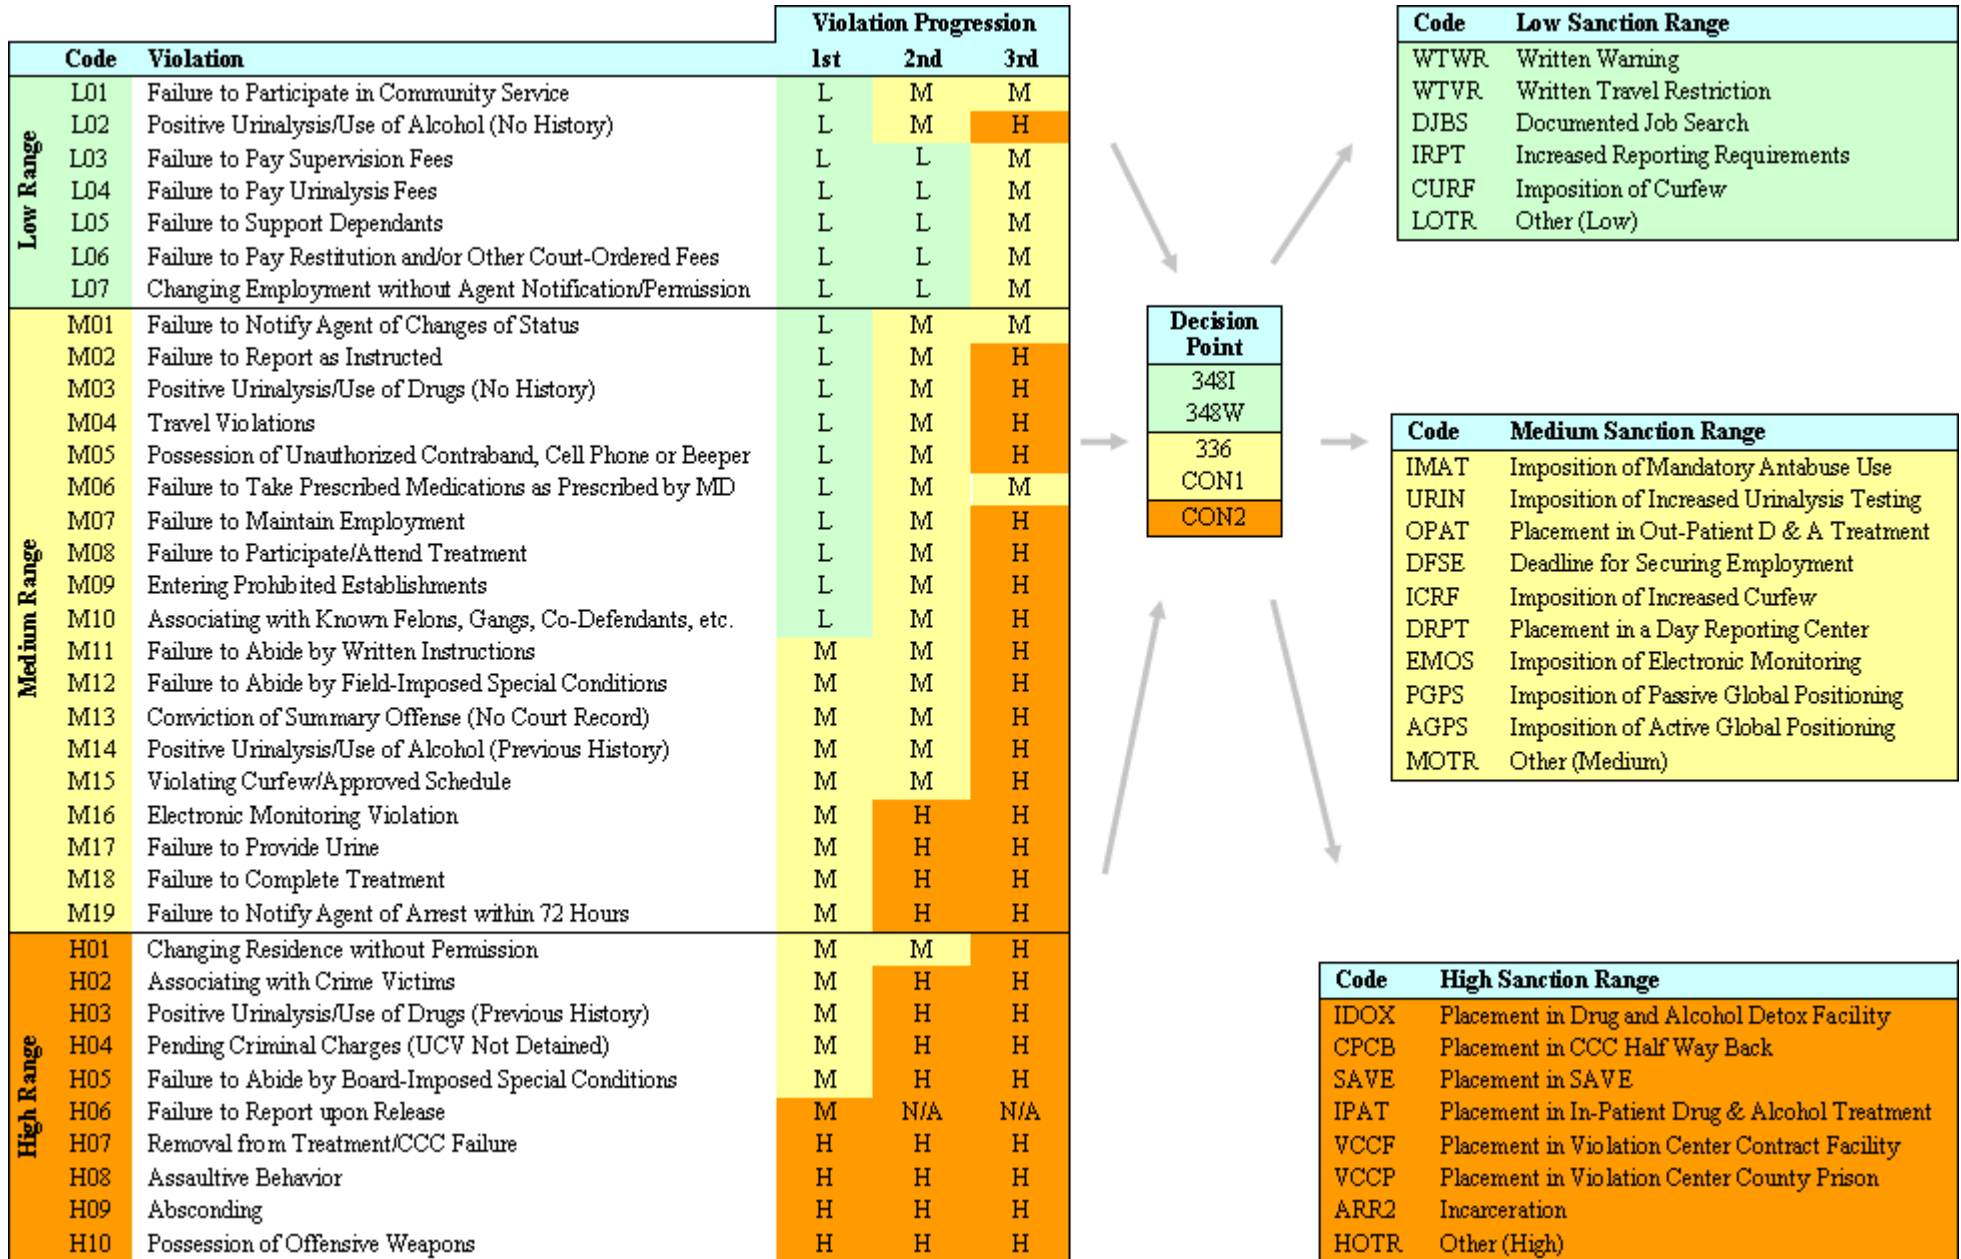 Violation Progression
Code Violation 1st 2nd 3rd
Low Range
L01 Failure to Participate in Community Service L M M
L02 Positive Urinalysis/Use of Alcohol (No History) L M H
L03 Failure to Pay Supervision Fees L L M
L04 Failure to Pay Urinalysis Fees L L M
L05 Failure to Support Dependants L L M
L06 Failure to Pay Restitution and/or Other Court-Ordered Fees L L M
L07 Changing Employment without Agent Notification/Permission L L M
Medium Range
M01 Failure to Notify Agent of Changes of Status L M M
M02 Failure to Report as Instructed L M H
M03 Positive Urinalysis/Use of Drugs (No History) L M H
M04 Travel Violations L M H
M05 Possession of Unauthorized Contraband, Cell Phone or Beeper L M H
M06 Failure to Take Prescribed Medications as Prescribed by MD L M M
M07 Failure to Maintain Employment L M H
M08 Failure to Participate/Attend Treatment L M H
M09 Entering Prohibited Establishments L M H
M10 Associating with Known Felons, Gangs, Co-Defendants, etc. L M H
M11 Failure to Abide by Written Instructions M M H
M12 Failure to Abide by Field-Imposed Special Conditions M M H
M13 Conviction of Summary Offense (No Court Record) M M H
M14 Positive Urinalysis/Use of Alcohol (Previous History) M M H
M15 Violating Curfew/Approved Schedule M M H
M16 Electronic Monitoring Violation M H H
M17 Failure to Provide Urine M H H
M18 Failure to Complete Treatment M H H
M19 Failure to Notify Agent of Arrest within 72 Hours M H H
High Range
H01 Changing Residence without Permission M M H
H02 Associating with Crime Victims M H H
H03 Positive Urinalysis/Use of Drugs (Previous History) M H H
H04 Pending Criminal Charges (UCV Not Detained) M H H
H05 Failure to Abide by Board-Imposed Special Conditions M H H
H06 Failure to Report upon Release M N/A N/A
H07 Removal from Treatment/CCC Failure H H H
H08 Assaultive Behavior H H H
H09 Absconding H H H
H10 Possession of Offensive Weapons H H H
Decision
Point
348I
348W
336
CON1
CON2
Code Low Sanction Range
WTWR Written Warning
WTVR Written Travel Restriction
DJBS Documented Job Search
IRPT Increased Reporting Requirements
CURF Imposition of Curfew
LOTR Other (Low)
Code Medium Sanction Range
IMAT Imposition of Mandatory Antabuse Use
URIN Imposition of Increased Urinalysis Testing
OPAT Placement in Out-Patient D & A Treatment
DFSE Deadline for Securing Employment
ICRF Imposition of Increased Curfew
DRPT Placement in a Day Reporting Center
EMOS Imposition of Electronic Monitoring
PGPS Imposition of Passive Global Positioning
AGPS Imposition of Active Global Positioning
MOTR Other (Medium)
Code High Sanction Range
IDOX Placement in Drug and Alcohol Detox Facility
CPCB Placement in CCC Half Way Back
SAVE Placement in SAVE
IPAT Placement in In-Patient Drug & Alcohol Treatment
VCCF Placement in Violation Center Contract Facility
VCCP Placement in Violation Center County Prison
ARR2 Incarceration
HOTR Other (High)